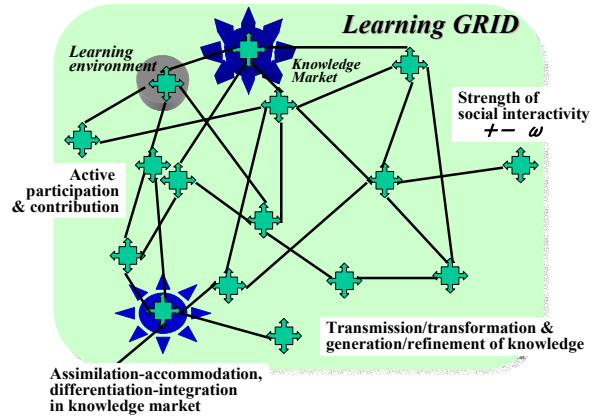 Learning GRID
Learning
environment
Knowledge
Market
Strength of
social interactivity
+− ω
Active
participation
& contribution
Transmission/transformation &
generation/refinement of knowledge
Assimilation-accommodation,
differentiation-integration
in knowledge market